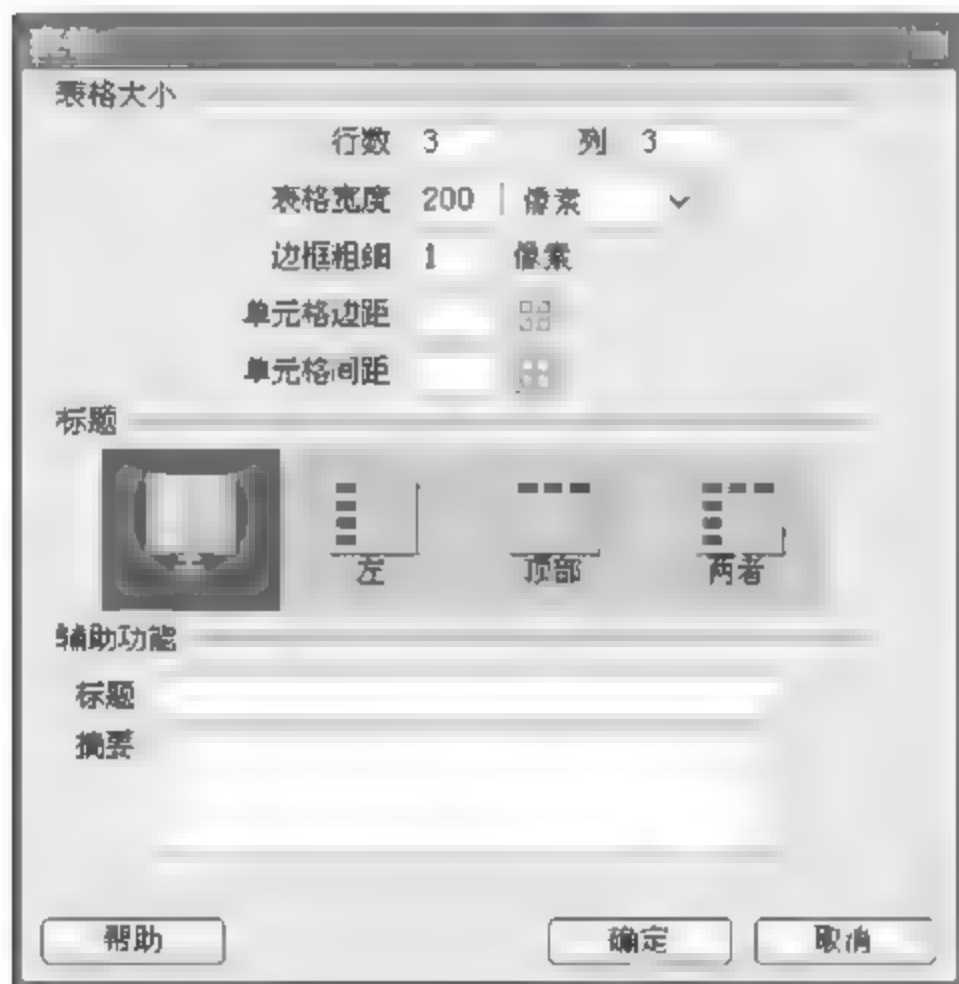 表格大小
行数 3 列 3
表格宽度 200 像素
边框粗细 1 像素
单元格边距
单元格间距
标题
左 顶部 两者
辅助功能
标题
摘要
帮助 确定 取消